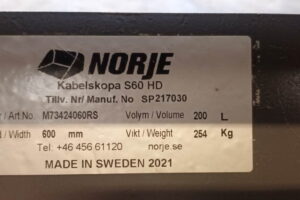 NORJE
Kabelskopa S60 HD
Tillv. Nr/ Manuf. No SP217030
/ Art No. M73424060RS Volym / Volume 200 L
/ Width 600 mm Vikt / Weight 254 Kg
Tel: +46 456 61120 norje.se
MADE IN SWEDEN 2021